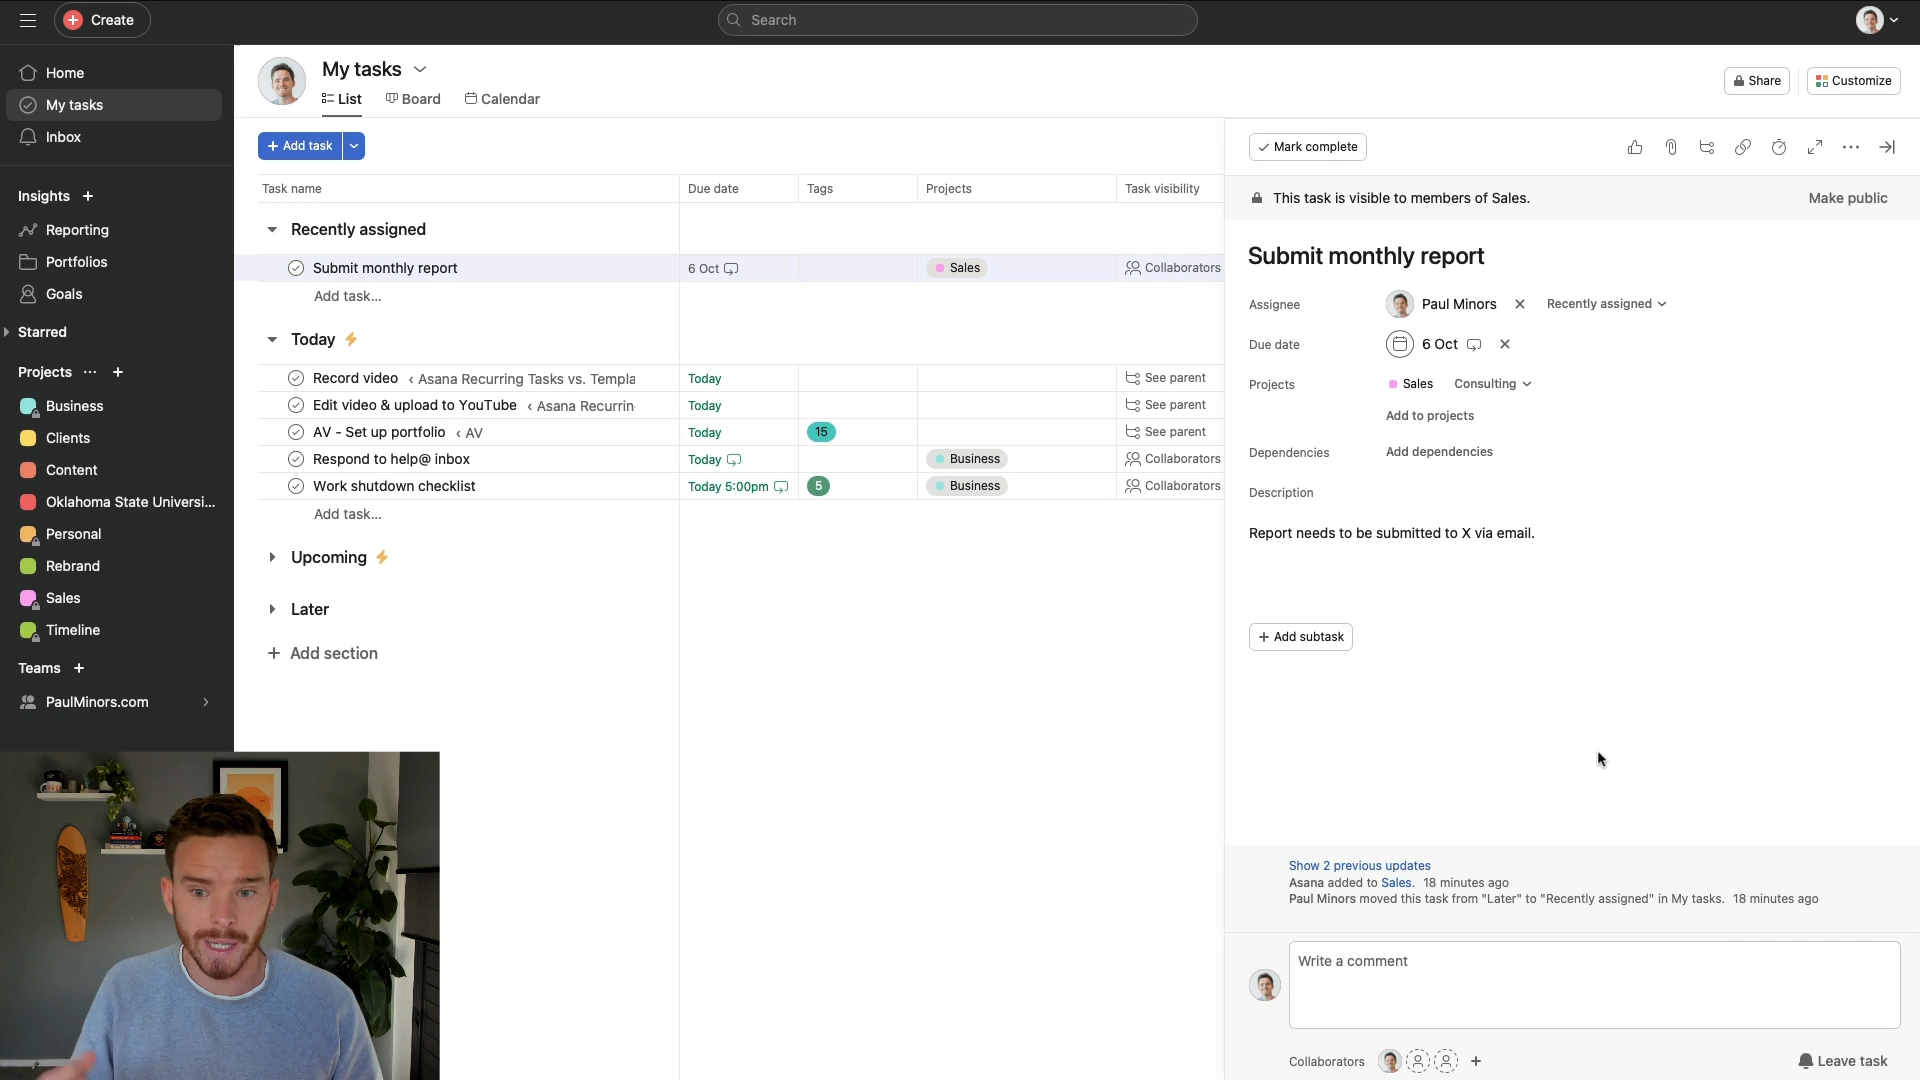 Create
Search
Home
My tasks
Inbox
Insights +
Reporting
Portfolios
Goals
Starred
Projects ... +
Business
Clients
Content
Oklahoma State Universi...
Personal
Rebrand
Sales
Timeline
Teams +
PaulMinors.com
My tasks
List Board Calendar
Share Customize
+ Add task
Task name Due date Tags Projects Task visibility
Recently assigned
Submit monthly report 6 Oct Sales Collaborators
Add task...
Today
Record video ‹ Asana Recurring Tasks vs. Templa Today See parent
Edit video & upload to YouTube ‹ Asana Recurrin Today See parent
AV - Set up portfolio ‹ AV Today 15 See parent
Respond to help@ inbox Today Business Collaborators
Work shutdown checklist Today 5:00pm 5 Business Collaborators
Add task...
Upcoming
Later
+ Add section
Mark complete
This task is visible to members of Sales. Make public
Submit monthly report
Assignee Paul Minors Recently assigned
Due date 6 Oct
Projects Sales Consulting
Add to projects
Dependencies Add dependencies
Description
Report needs to be submitted to X via email.
+ Add subtask
Show 2 previous updates
Asana added to Sales. 18 minutes ago
Paul Minors moved this task from "Later" to "Recently assigned" in My tasks. 18 minutes ago
Write a comment
Collaborators + Leave task